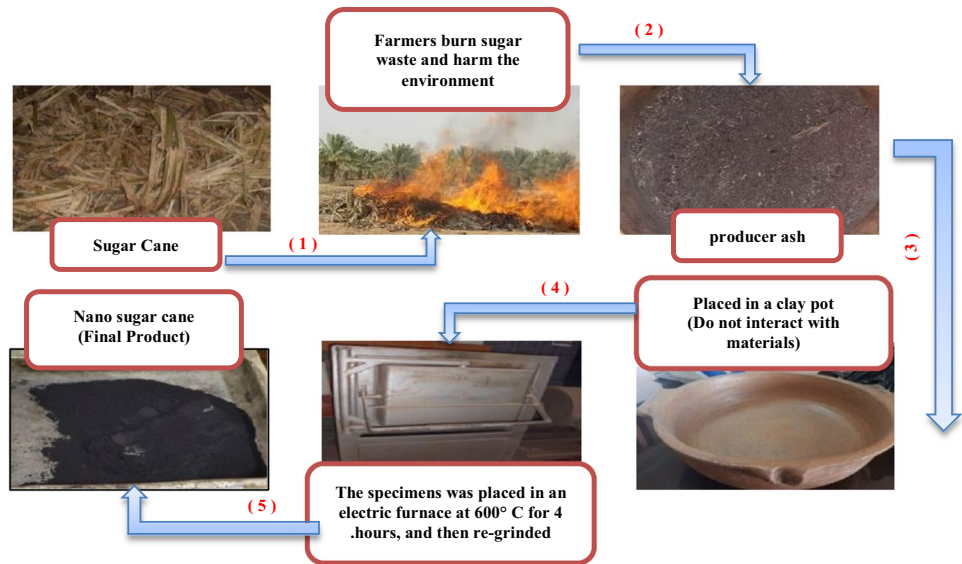 Sugar Cane
( 1 )
Farmers burn sugar
waste and harm the
environment
( 2 )
producer ash
( 3 )
Placed in a clay pot
(Do not interact with
materials)
( 4 )
The specimens was placed in an
electric furnace at 600° C for 4
.hours, and then re-grinded
( 5 )
Nano sugar cane
(Final Product)